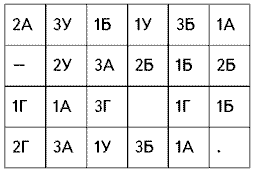 2А 3У 1Б 1У 3Б 1А
-- 2У 3А 2Б 1Б 2Б
1Г 1А 3Г 1Г 1Б
2Г 3А 1У 3Б 1А .